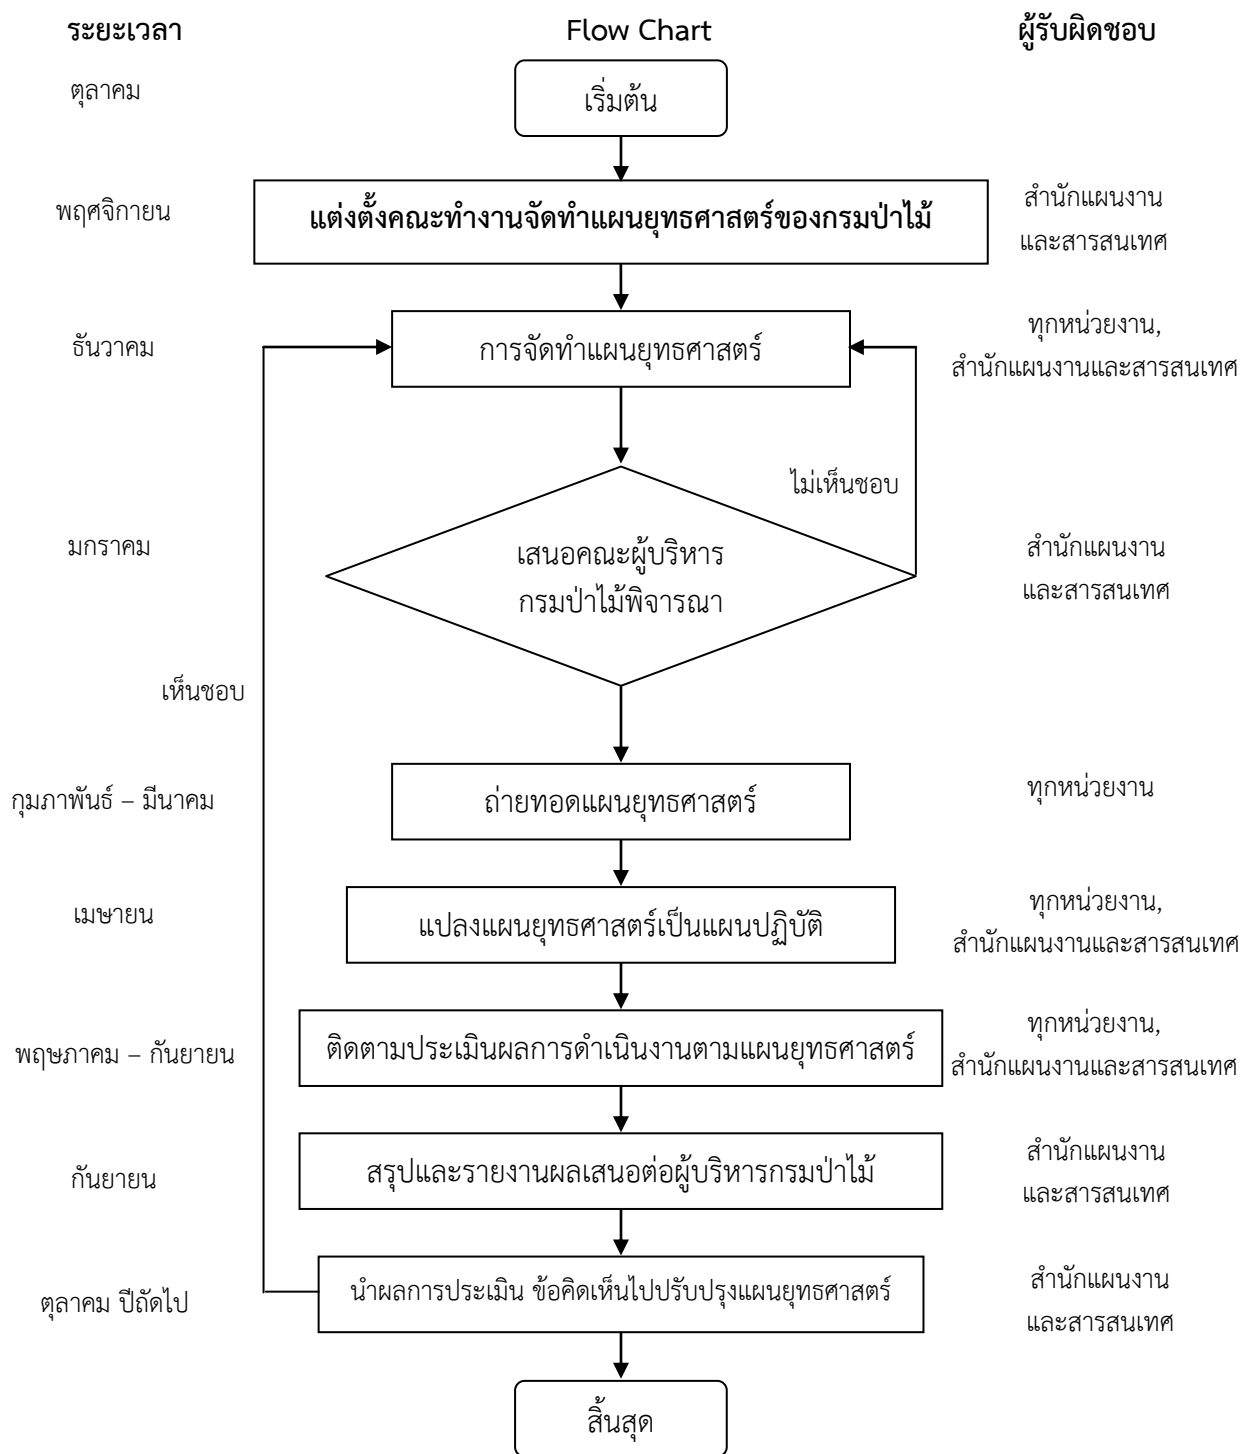 ระยะเวลา
Flow Chart
ผู้รับผิดชอบ
ตุลาคม
เริ่มต้น
พฤศจิกายน
แต่งตั้งคณะทำงานจัดทำแผนยุทธศาสตร์ของกรมป่าไม้
สำนักแผนงาน
และสารสนเทศ
ธันวาคม
การจัดทำแผนยุทธศาสตร์
ทุกหน่วยงาน,
สำนักแผนงานและสารสนเทศ
ไม่เห็นชอบ
มกราคม
เสนอคณะผู้บริหาร
กรมป่าไม้พิจารณา
สำนักแผนงาน
และสารสนเทศ
เห็นชอบ
กุมภาพันธ์ – มีนาคม
ถ่ายทอดแผนยุทธศาสตร์
ทุกหน่วยงาน
เมษายน
แปลงแผนยุทธศาสตร์เป็นแผนปฏิบัติ
ทุกหน่วยงาน,
สำนักแผนงานและสารสนเทศ
พฤษภาคม – กันยายน
ติดตามประเมินผลการดำเนินงานตามแผนยุทธศาสตร์
ทุกหน่วยงาน,
สำนักแผนงานและสารสนเทศ
กันยายน
สรุปและรายงานผลเสนอต่อผู้บริหารกรมป่าไม้
สำนักแผนงาน
และสารสนเทศ
ตุลาคม ปีถัดไป
นำผลการประเมิน ข้อคิดเห็นไปปรับปรุงแผนยุทธศาสตร์
สำนักแผนงาน
และสารสนเทศ
สิ้นสุด